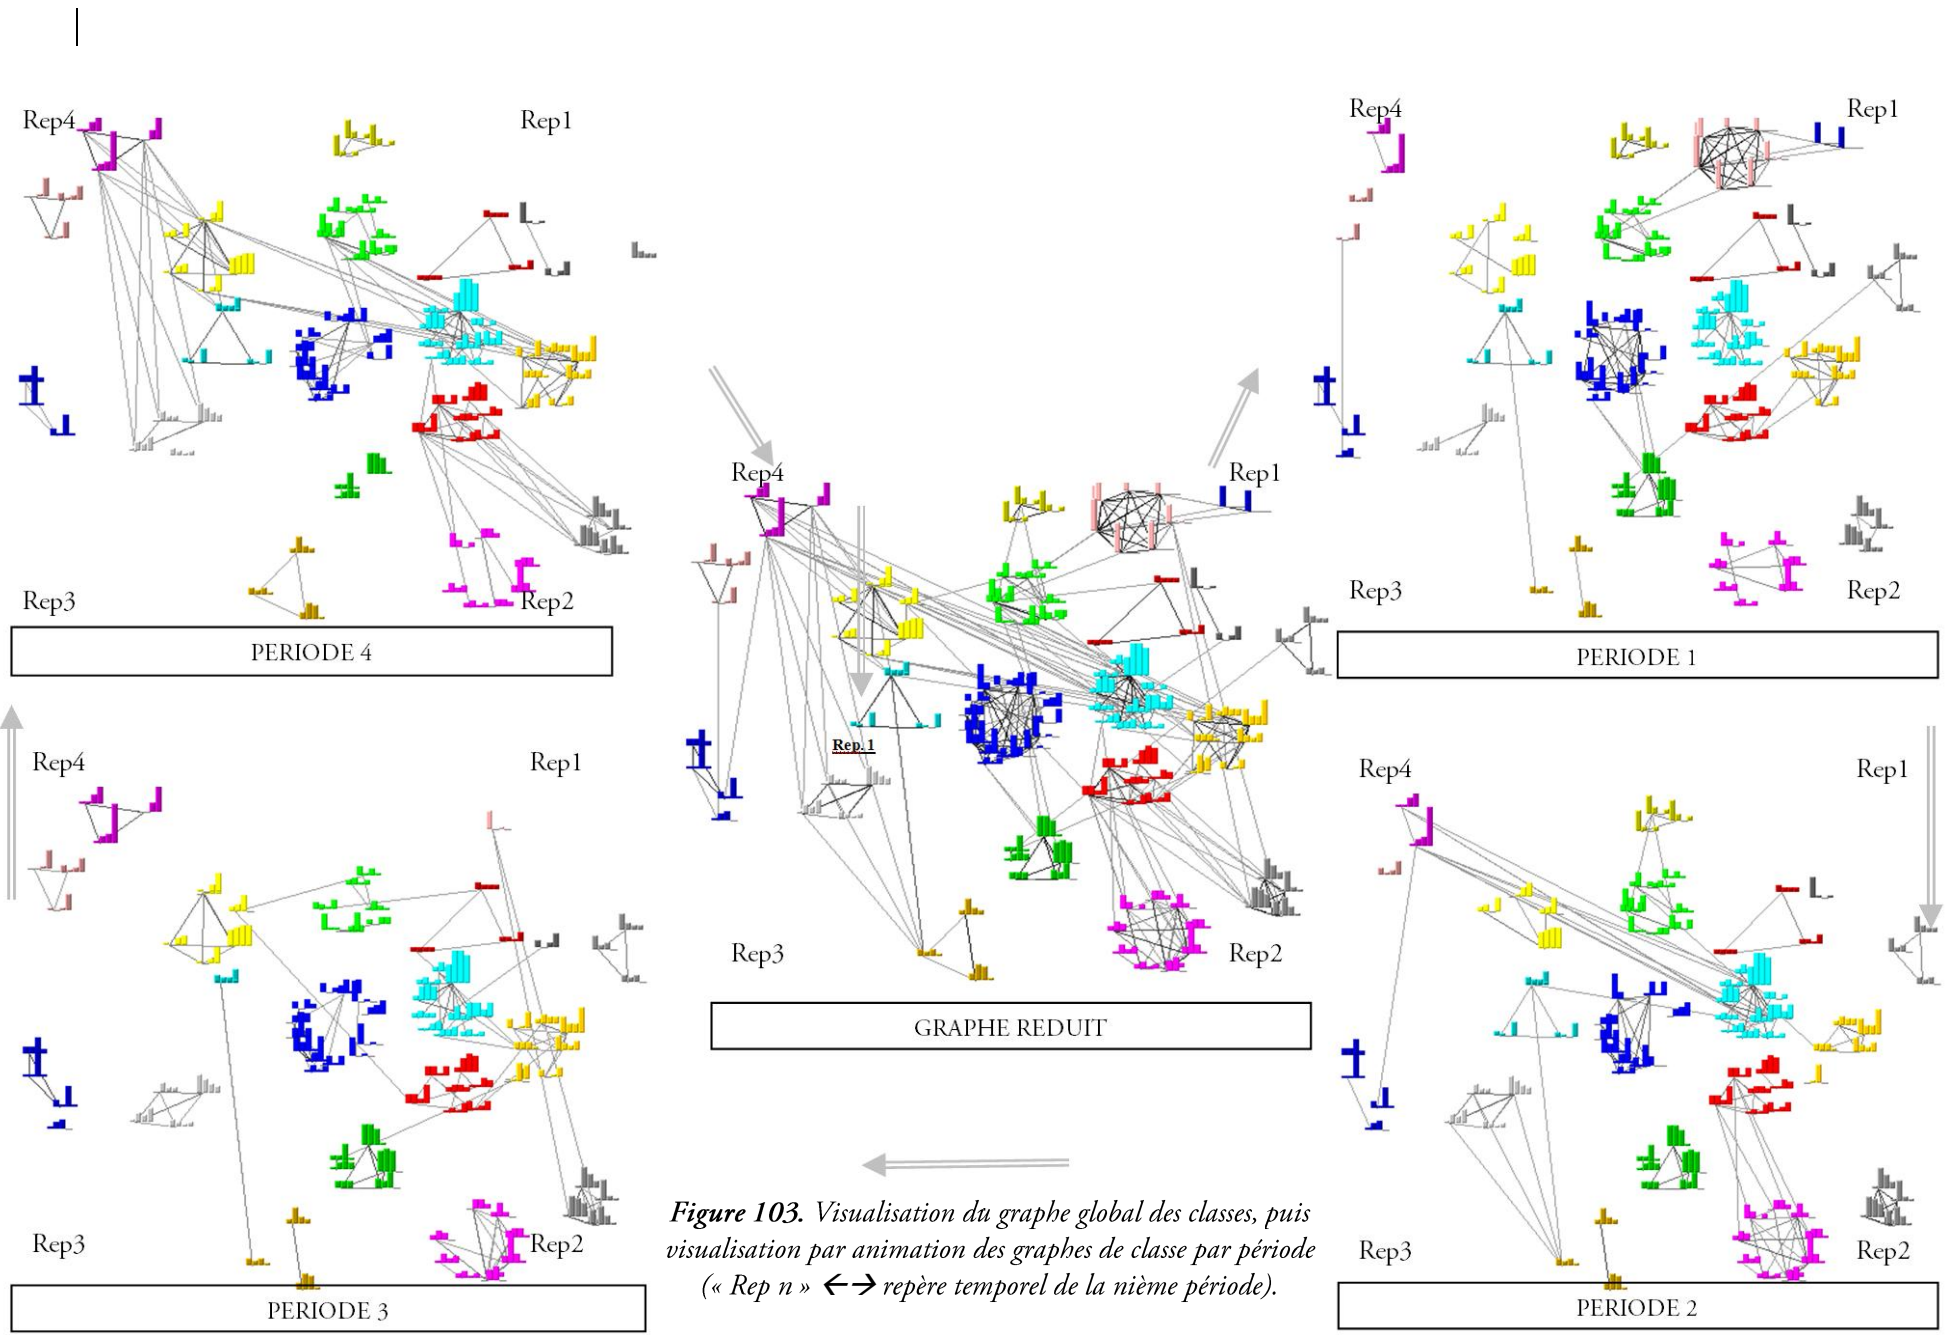 Rep4
Rep1
Rep3
Rep2
PERIODE 4
Rep4
Rep1
Rep3
Rep2
PERIODE 1
Rep4
Rep1
Rep. 1
Rep3
Rep2
GRAPHE REDUIT
Rep4
Rep1
Rep3
Rep2
PERIODE 3
Rep4
Rep1
Rep3
Rep2
PERIODE 2
Figure 103. Visualisation du graphe global des classes, puis
visualisation par animation des graphes de classe par période
(« Rep n » ←→ repère temporel de la nième période).